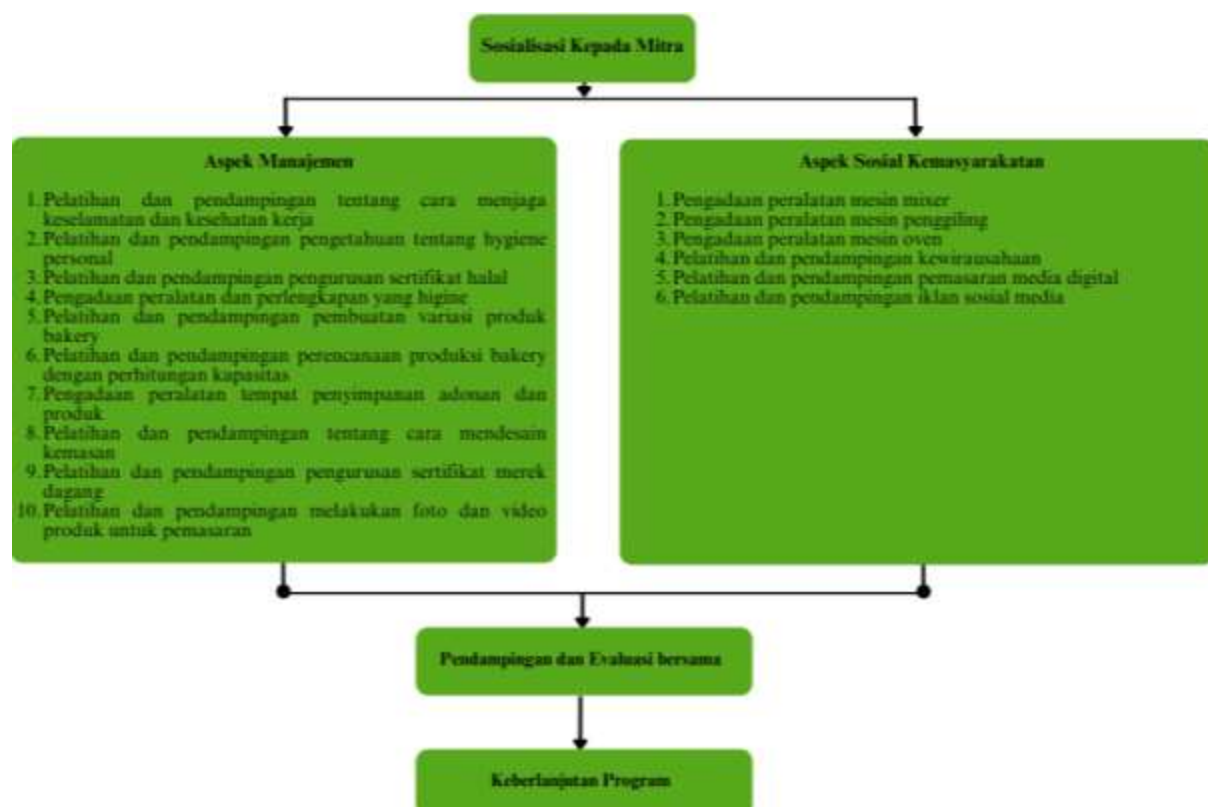 Sosialisasi Kepada Mitra
Aspek Manajemen
1. Pelatihan dan pendampingan tentang cara menjaga
keselamatan dan kesehatan kerja
2. Pelatihan dan pendampingan pengetahuan tentang hygiene
personal
3. Pelatihan dan pendampingan pengurusan sertifikat halal
4. Pengadaan peralatan dan perlengkapan yang higine
5. Pelatihan dan pendampingan pembuatan variasi produk
bakery
6. Pelatihan dan pendampingan perencanaan produksi bakery
dengan perhitungan kapasitas
7. Pengadaan peralatan tempat penyimpanan adonan dan
produk
8. Pelatihan dan pendampingan tentang cara mendesain
kemasan
9. Pelatihan dan pendampingan pengurusan sertifikat merek
dagang
10. Pelatihan dan pendampingan melakukan foto dan video
produk untuk pemasaran
Aspek Sosial Kemasyarakatan
1. Pengadaan peralatan mesin mixer
2. Pengadaan peralatan mesin penggiling
3. Pengadaan peralatan mesin oven
4. Pelatihan dan pendampingan kewirausahaan
5. Pelatihan dan pendampingan pemasaran media digital
6. Pelatihan dan pendampingan iklan sosial media
Pendampingan dan Evaluasi bersama
Keberlanjutan Program